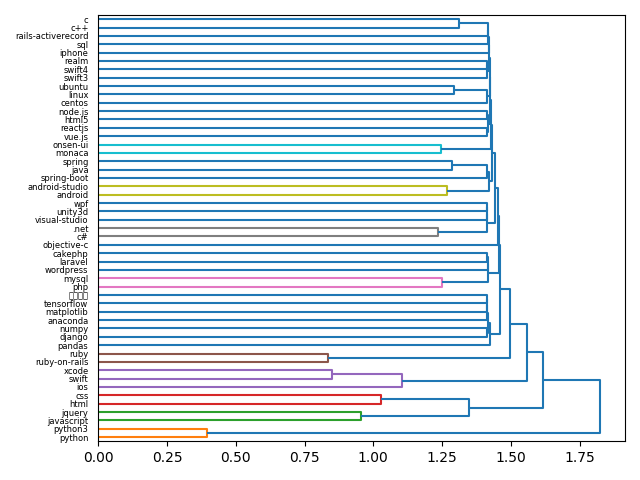 c
c++
rails-activerecord
sql
iphone
realm
swift4
swift3
ubuntu
linux
centos
node.js
html5
reactjs
vue.js
onsen-ui
monaca
spring
java
spring-boot
android-studio
android
wpf
unity3d
visual-studio
.net
c#
objective-c
cakephp
laravel
wordpress
mysql
php
tensorflow
matplotlib
anaconda
numpy
django
pandas
ruby
ruby-on-rails
xcode
swift
ios
css
html
jquery
javascript
python3
python
0.00 0.25 0.50 0.75 1.00 1.25 1.50 1.75